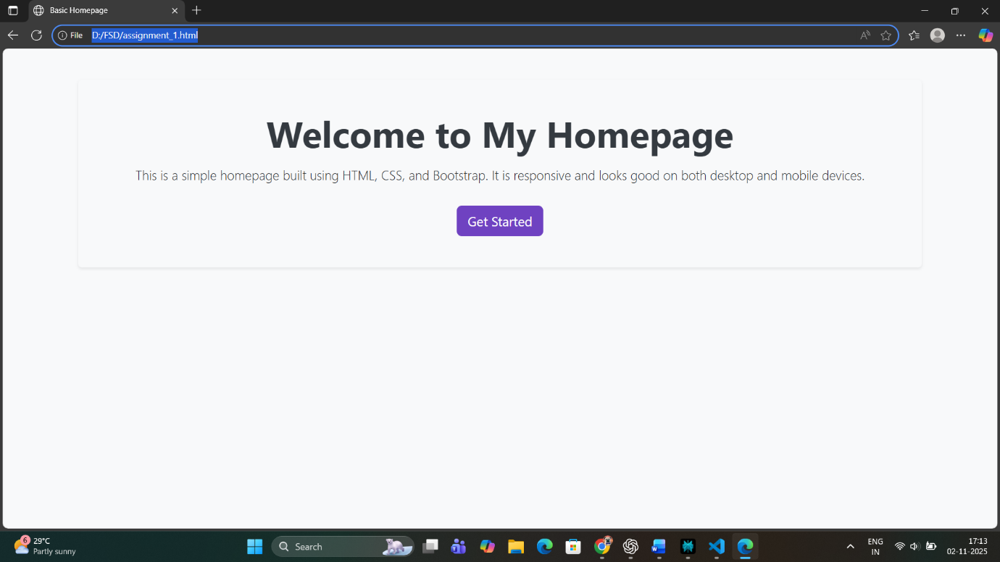 Basic Homepage
File D:/FSD/assignment_1.html
Welcome to My Homepage
This is a simple homepage built using HTML, CSS, and Bootstrap. It is responsive and looks good on both desktop and mobile devices.
Get Started
6
29°C
Partly sunny
Search
ENG
IN
17:13
02-11-2025